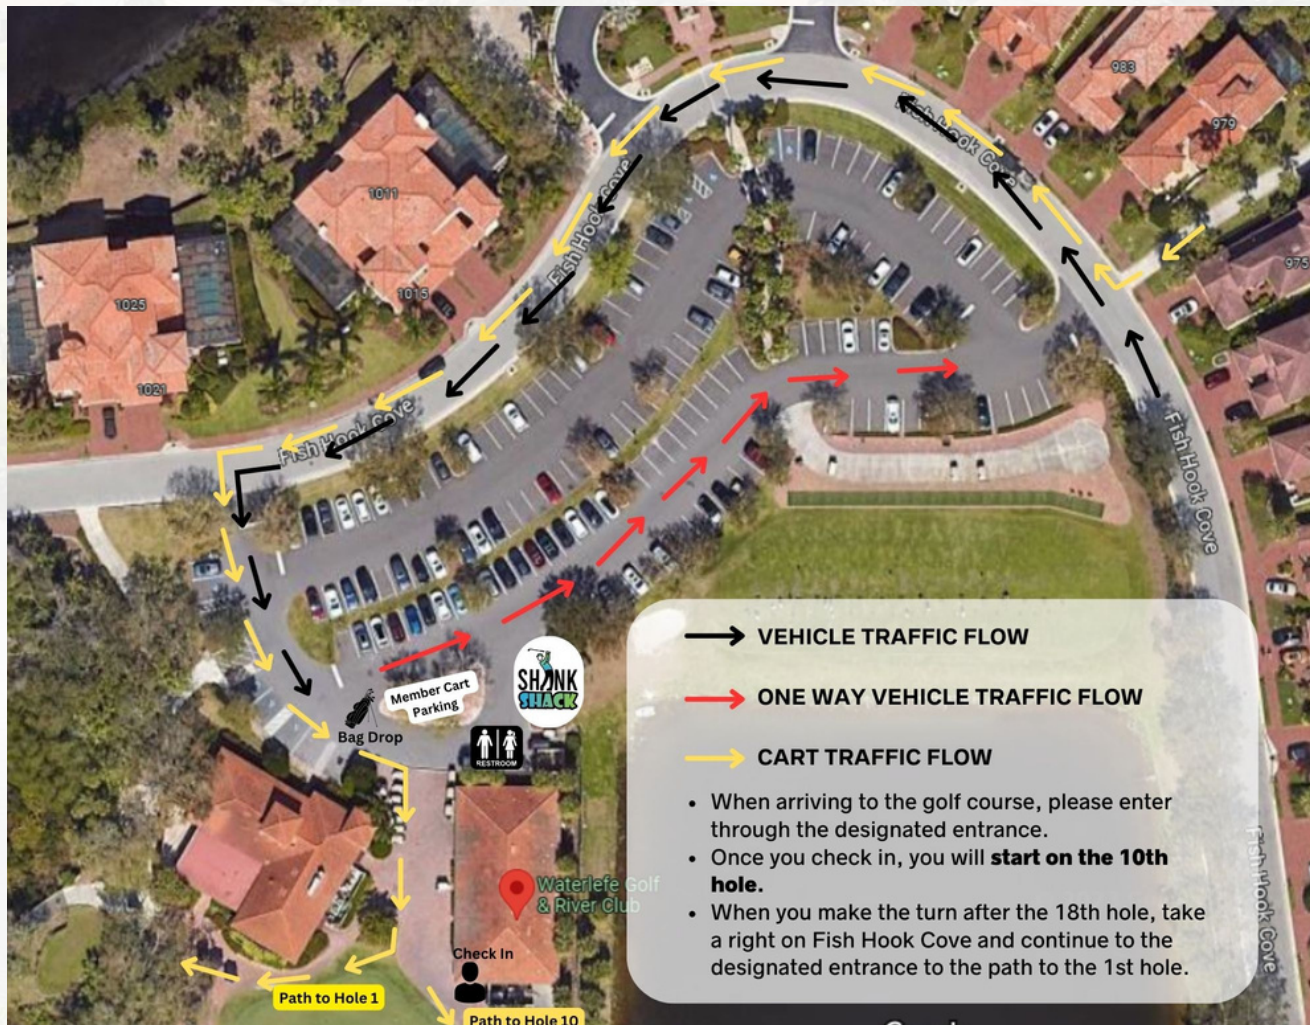 983
979
975
Fish Hook Cove
1011
Fish Hook Cove
1025
1015
1021
Fish Hook Cove
Fish Hook Cove
SHANK
SHACK
Member Cart
Parking
Bag Drop
RESTROOM
VEHICLE TRAFFIC FLOW
ONE WAY VEHICLE TRAFFIC FLOW
CART TRAFFIC FLOW
• When arriving to the golf course, please enter
through the designated entrance.
• Once you check in, you will start on the 10th
hole.
• When you make the turn after the 18th hole, take
a right on Fish Hook Cove and continue to the
designated entrance to the path to the 1st hole.
Fish Hook Cove
Waterlefe Golf
& River Club
Check In
Path to Hole 1
Path to Hole 10